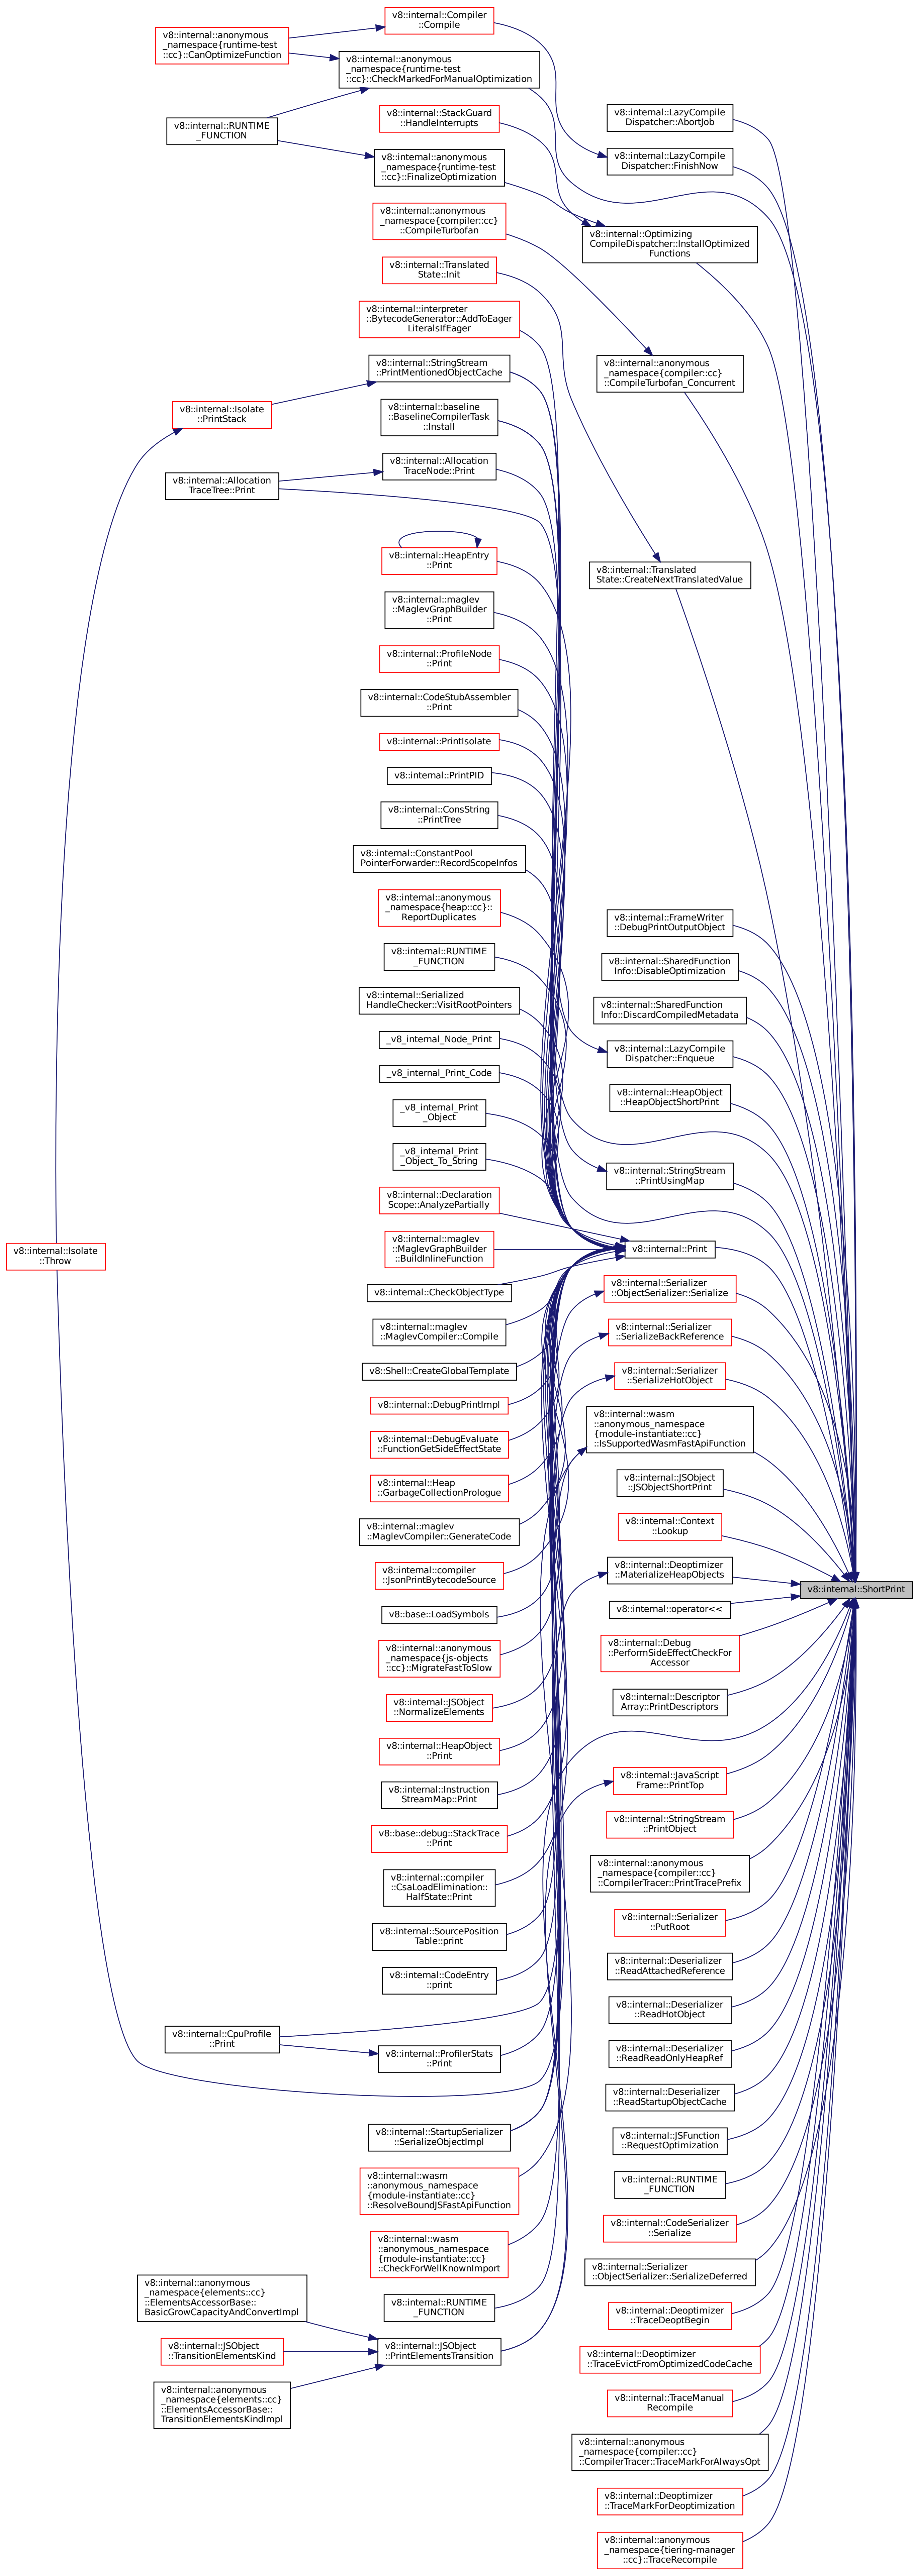 v8::internal::Compiler
::Compile
v8::internal::anonymous
_namespace{runtime-test
::cc}::CanOptimizeFunction
v8::internal::anonymous
_namespace{runtime-test
::cc}::CheckMarkedForManualOptimization
v8::internal::RUNTIME
_FUNCTION
v8::internal::StackGuard
::HandleInterrupts
v8::internal::anonymous
_namespace{runtime-test
::cc}::FinalizeOptimization
v8::internal::anonymous
_namespace{compiler::cc}
::CompileTurbofan
v8::internal::Translated
State::Init
v8::internal::interpreter
::BytecodeGenerator::AddToEager
LiteralsIfEager
v8::internal::StringStream
::PrintMentionedObjectCache
v8::internal::Isolate
::PrintStack
v8::internal::baseline
::BaselineCompilerTask
::Install
v8::internal::Allocation
TraceNode::Print
v8::internal::Allocation
TraceTree::Print
v8::internal::HeapEntry
::Print
v8::internal::maglev
::MaglevGraphBuilder
::Print
v8::internal::ProfileNode
::Print
v8::internal::CodeStubAssembler
::Print
v8::internal::PrintIsolate
v8::internal::PrintPID
v8::internal::ConsString
::PrintTree
v8::internal::ConstantPool
PointerForwarder::RecordScopeInfos
v8::internal::anonymous
_namespace{heap::cc}::
ReportDuplicates
v8::internal::RUNTIME
_FUNCTION
v8::internal::Serialized
HandleChecker::VisitRootPointers
_v8_internal_Node_Print
_v8_internal_Print_Code
_v8_internal_Print
_Object
_v8_internal_Print
_Object_To_String
v8::internal::Declaration
Scope::AnalyzePartially
v8::internal::maglev
::MaglevGraphBuilder
::BuildInlineFunction
v8::internal::Isolate
::Throw
v8::internal::CheckObjectType
v8::internal::maglev
::MaglevCompiler::Compile
v8::Shell::CreateGlobalTemplate
v8::internal::DebugPrintImpl
v8::internal::DebugEvaluate
::FunctionGetSideEffectState
v8::internal::Heap
::GarbageCollectionPrologue
v8::internal::maglev
::MaglevCompiler::GenerateCode
v8::internal::compiler
::JsonPrintBytecodeSource
v8::base::LoadSymbols
v8::internal::anonymous
_namespace{js-objects
::cc}::MigrateFastToSlow
v8::internal::JSObject
::NormalizeElements
v8::internal::HeapObject
::Print
v8::internal::Instruction
StreamMap::Print
v8::base::debug::StackTrace
::Print
v8::internal::compiler
::CsaLoadElimination::
HalfState::Print
v8::internal::SourcePosition
Table::print
v8::internal::CodeEntry
::print
v8::internal::CpuProfile
::Print
v8::internal::ProfilerStats
::Print
v8::internal::StartupSerializer
::SerializeObjectImpl
v8::internal::wasm
::anonymous_namespace
{module-instantiate::cc}
::ResolveBoundJSFastApiFunction
v8::internal::wasm
::anonymous_namespace
{module-instantiate::cc}
::CheckForWellKnownImport
v8::internal::RUNTIME
_FUNCTION
v8::internal::anonymous
_namespace{elements::cc}
::ElementsAccessorBase::
BasicGrowCapacityAndConvertImpl
v8::internal::JSObject
::TransitionElementsKind
v8::internal::JSObject
::PrintElementsTransition
v8::internal::anonymous
_namespace{elements::cc}
::ElementsAccessorBase::
TransitionElementsKindImpl
v8::internal::LazyCompile
Dispatcher::AbortJob
v8::internal::LazyCompile
Dispatcher::FinishNow
v8::internal::Optimizing
CompileDispatcher::InstallOptimized
Functions
v8::internal::anonymous
_namespace{compiler::cc}
::CompileTurbofan_Concurrent
v8::internal::Translated
State::CreateNextTranslatedValue
v8::internal::FrameWriter
::DebugPrintOutputObject
v8::internal::SharedFunction
Info::DisableOptimization
v8::internal::SharedFunction
Info::DiscardCompiledMetadata
v8::internal::LazyCompile
Dispatcher::Enqueue
v8::internal::HeapObject
::HeapObjectShortPrint
v8::internal::StringStream
::PrintUsingMap
v8::internal::Print
v8::internal::Serializer
::ObjectSerializer::Serialize
v8::internal::Serializer
::SerializeBackReference
v8::internal::Serializer
::SerializeHotObject
v8::internal::wasm
::anonymous_namespace
{module-instantiate::cc}
::IsSupportedWasmFastApiFunction
v8::internal::JSObject
::JSObjectShortPrint
v8::internal::Context
::Lookup
v8::internal::Deoptimizer
::MaterializeHeapObjects
v8::internal::ShortPrint
v8::internal::operator<<
v8::internal::Debug
::PerformSideEffectCheckFor
Accessor
v8::internal::Descriptor
Array::PrintDescriptors
v8::internal::JavaScript
Frame::PrintTop
v8::internal::StringStream
::PrintObject
v8::internal::anonymous
_namespace{compiler::cc}
::CompilerTracer::PrintTracePrefix
v8::internal::Serializer
::PutRoot
v8::internal::Deserializer
::ReadAttachedReference
v8::internal::Deserializer
::ReadHotObject
v8::internal::Deserializer
::ReadReadOnlyHeapRef
v8::internal::Deserializer
::ReadStartupObjectCache
v8::internal::JSFunction
::RequestOptimization
v8::internal::RUNTIME
_FUNCTION
v8::internal::CodeSerializer
::Serialize
v8::internal::Serializer
::ObjectSerializer::SerializeDeferred
v8::internal::Deoptimizer
::TraceDeoptBegin
v8::internal::Deoptimizer
::TraceEvictFromOptimizedCodeCache
v8::internal::TraceManual
Recompile
v8::internal::anonymous
_namespace{compiler::cc}
::CompilerTracer::TraceMarkForAlwaysOpt
v8::internal::Deoptimizer
::TraceMarkForDeoptimization
v8::internal::anonymous
_namespace{tiering-manager
::cc}::TraceRecompile